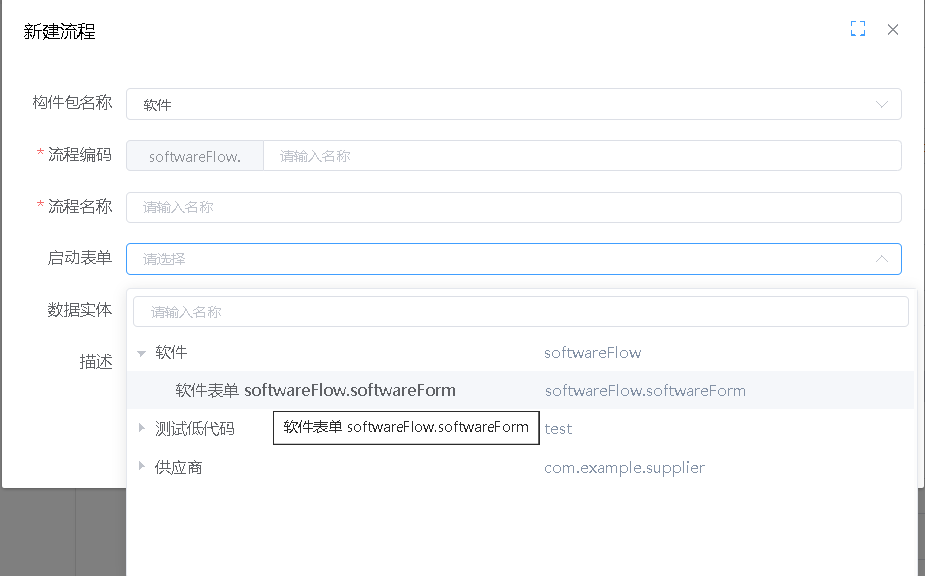 新建流程
构件包名称 软件
* 流程编码 softwareFlow. 请输入名称
* 流程名称 请输入名称
启动表单 请选择
数据实体 请输入名称
软件 softwareFlow
描述
软件表单 softwareFlow.softwareForm softwareFlow.softwareForm
测试低代码 软件表单 softwareFlow.softwareForm test
供应商 com.example.supplier